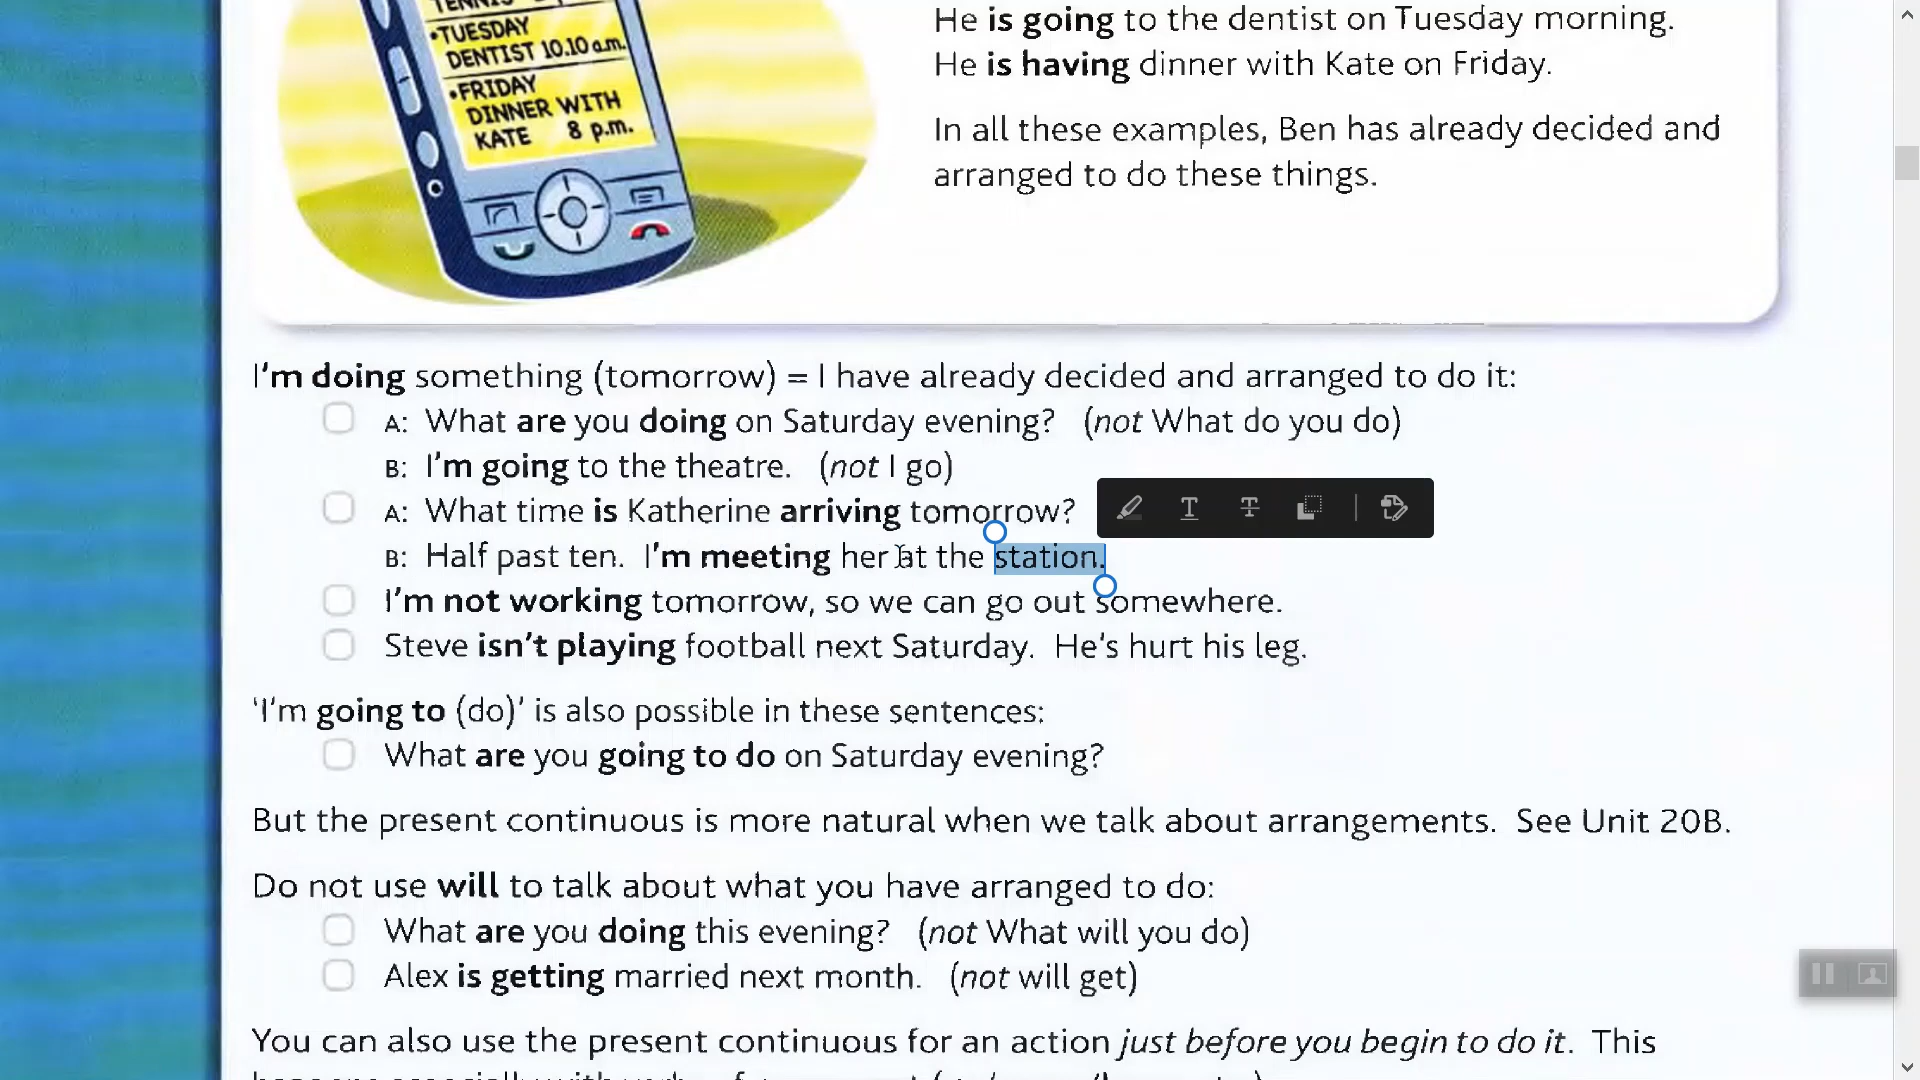 •TUESDAY
DENTIST 10.10 a.m.
•FRIDAY
DINNER WITH
KATE 8 p.m.
He is going to the dentist on Tuesday morning.
He is having dinner with Kate on Friday.
In all these examples, Ben has already decided and
arranged to do these things.
I'm doing something (tomorrow) = I have already decided and arranged to do it:
A: What are you doing on Saturday evening? (not What do you do)
B: I'm going to the theatre. (not I go)
A: What time is Katherine arriving tomorrow?
B: Half past ten. I'm meeting her at the station.
I'm not working tomorrow, so we can go out somewhere.
Steve isn't playing football next Saturday. He's hurt his leg.
'I'm going to (do)' is also possible in these sentences:
What are you going to do on Saturday evening?
But the present continuous is more natural when we talk about arrangements. See Unit 20B.
Do not use will to talk about what you have arranged to do:
What are you doing this evening? (not What will you do)
Alex is getting married next month. (not will get)
You can also use the present continuous for an action just before you begin to do it. This